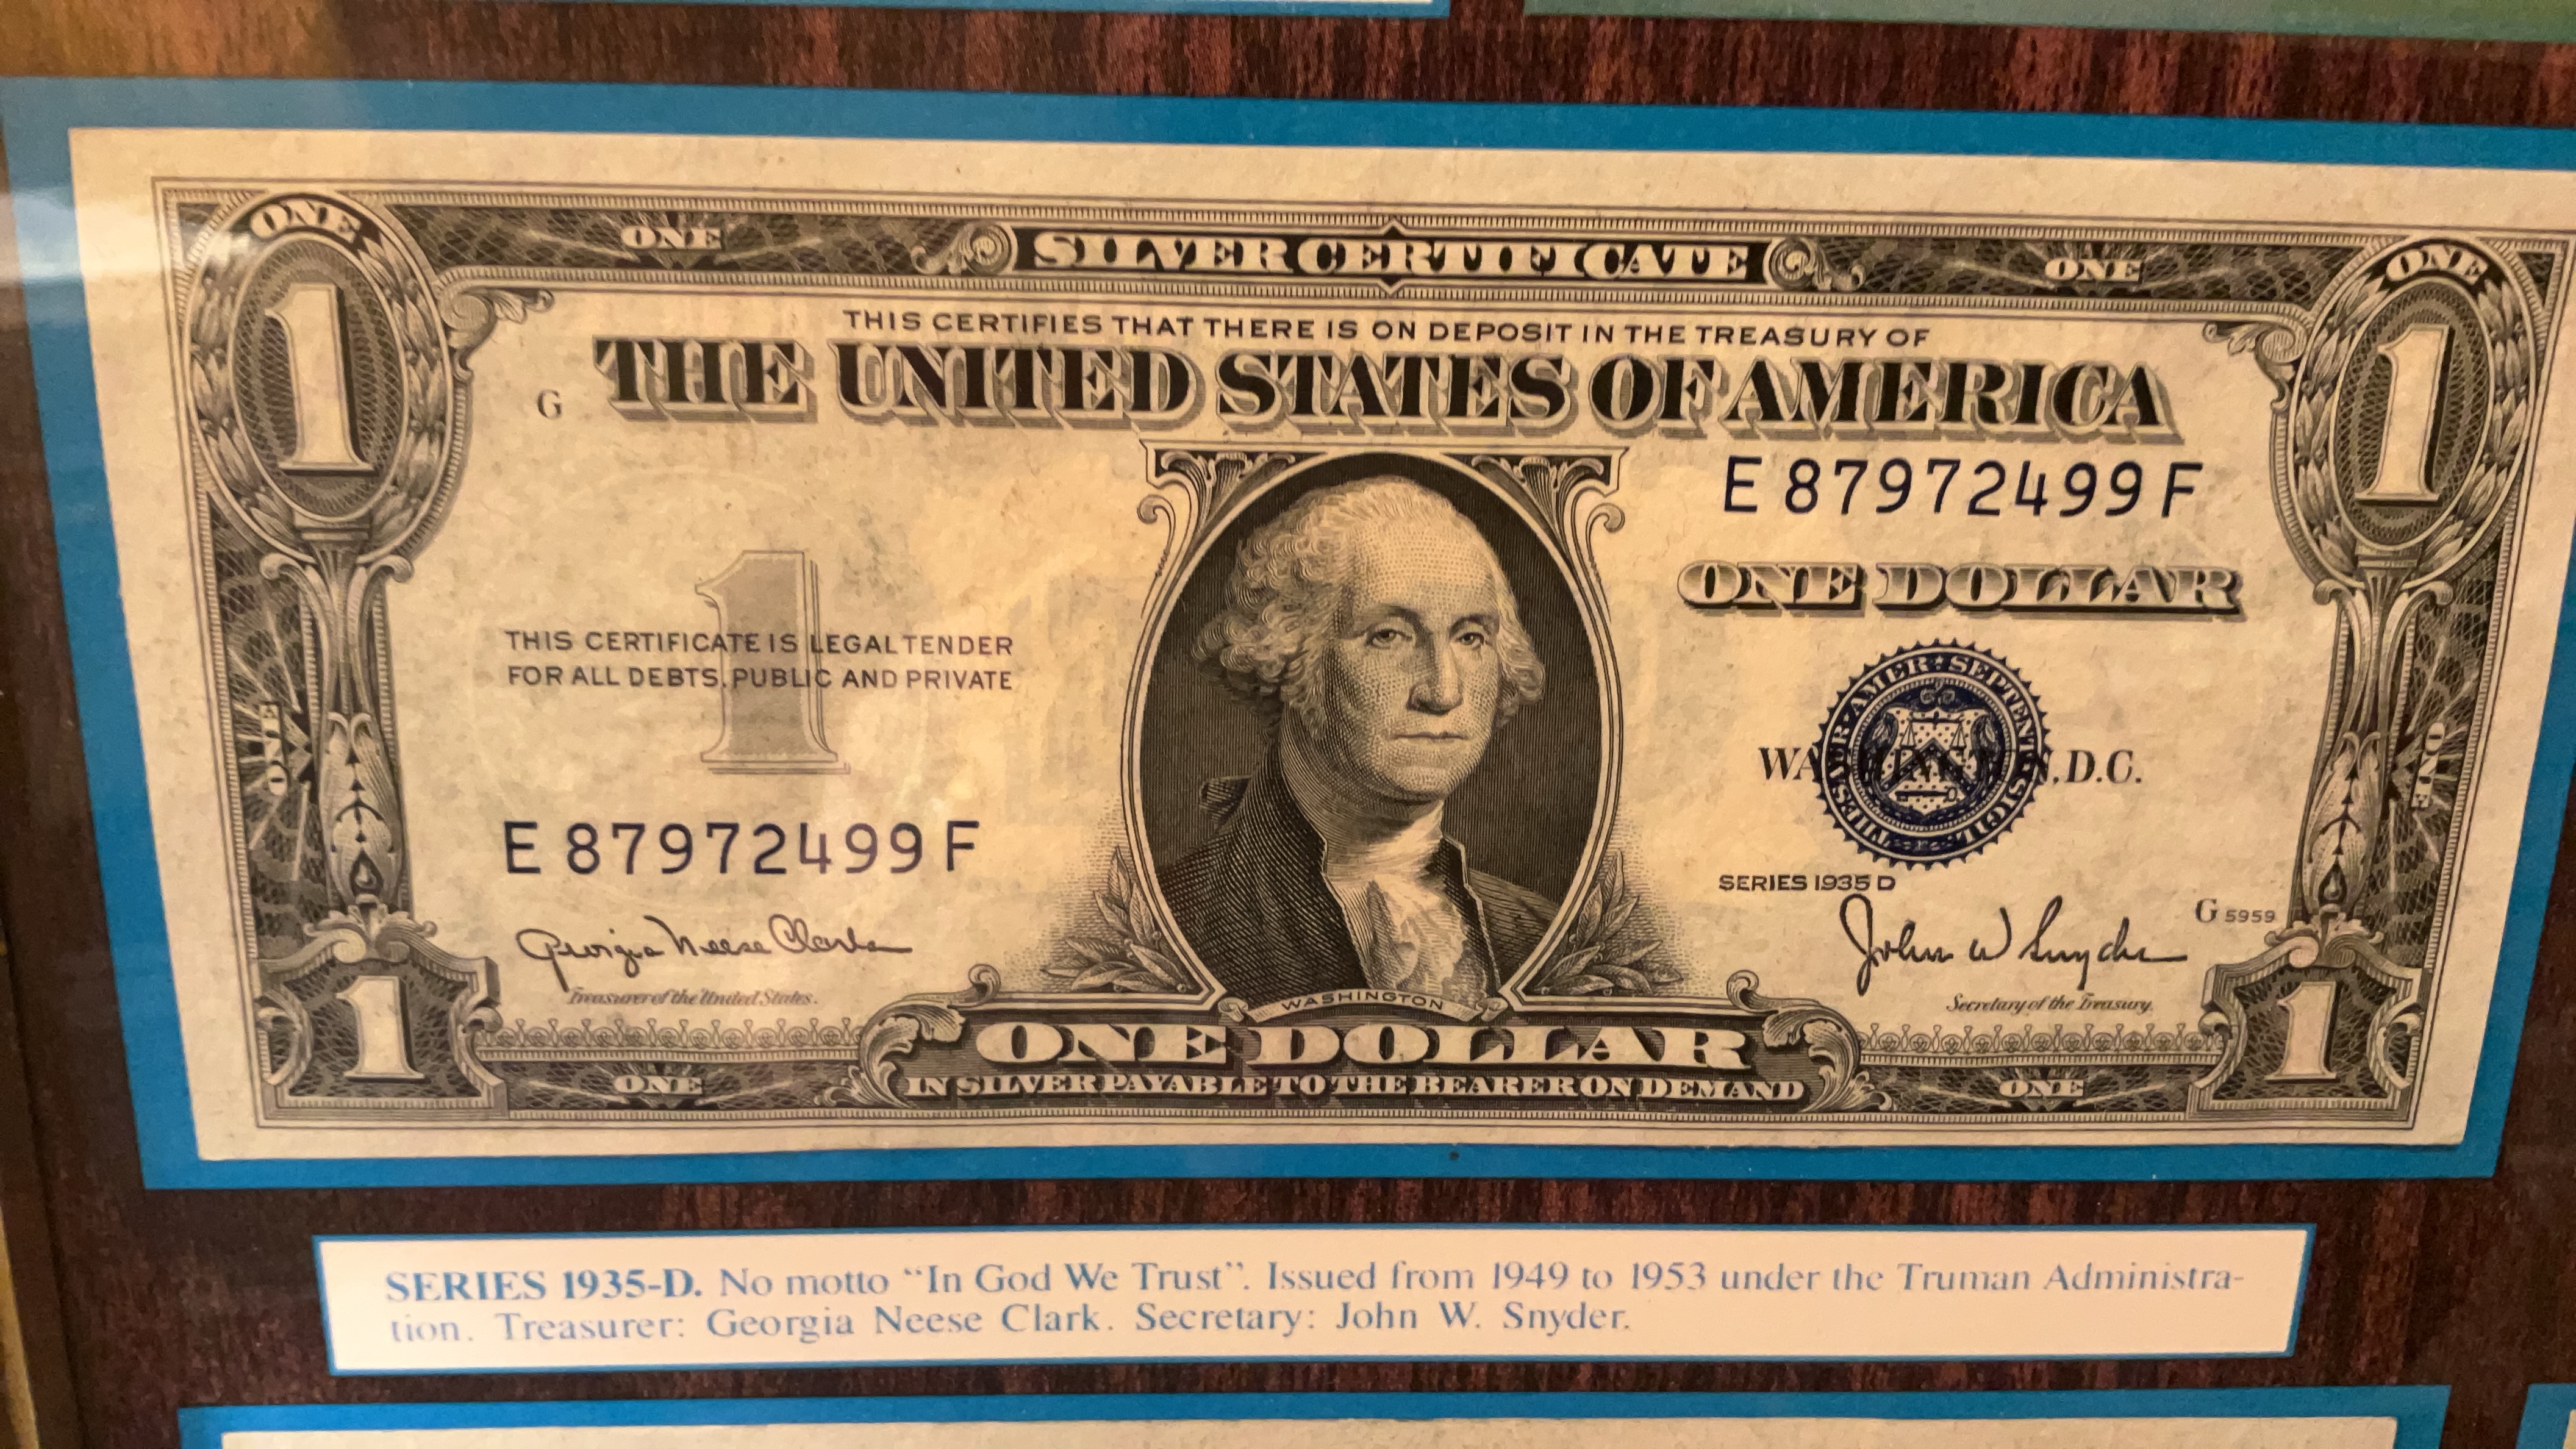 ONE
ONE
SILVER CERTIFICATE
ONE
ONE
1
1
THIS CERTIFIES THAT THERE IS ON DEPOSIT IN THE TREASURY OF
G
THE UNITED STATES OF AMERICA
E 87972499 F
ONE DOLLAR
1
THIS CERTIFICATE IS LEGAL TENDER
FOR ALL DEBTS, PUBLIC AND PRIVATE
ONE
ONE
WA N, D.C.
E 87972499 F
SERIES 1935 D
G 5959
Georgia Neese Clark
John W Snyder
Treasurer of the United States.
Secretary of the Treasury.
WASHINGTON
1
1
ONE DOLLAR
ONE
IN SILVER PAYABLE TO THE BEARER ON DEMAND
ONE
SERIES 1935-D. No motto “In God We Trust”. Issued from 1949 to 1953 under the Truman Administra-
tion. Treasurer: Georgia Neese Clark. Secretary: John W. Snyder.